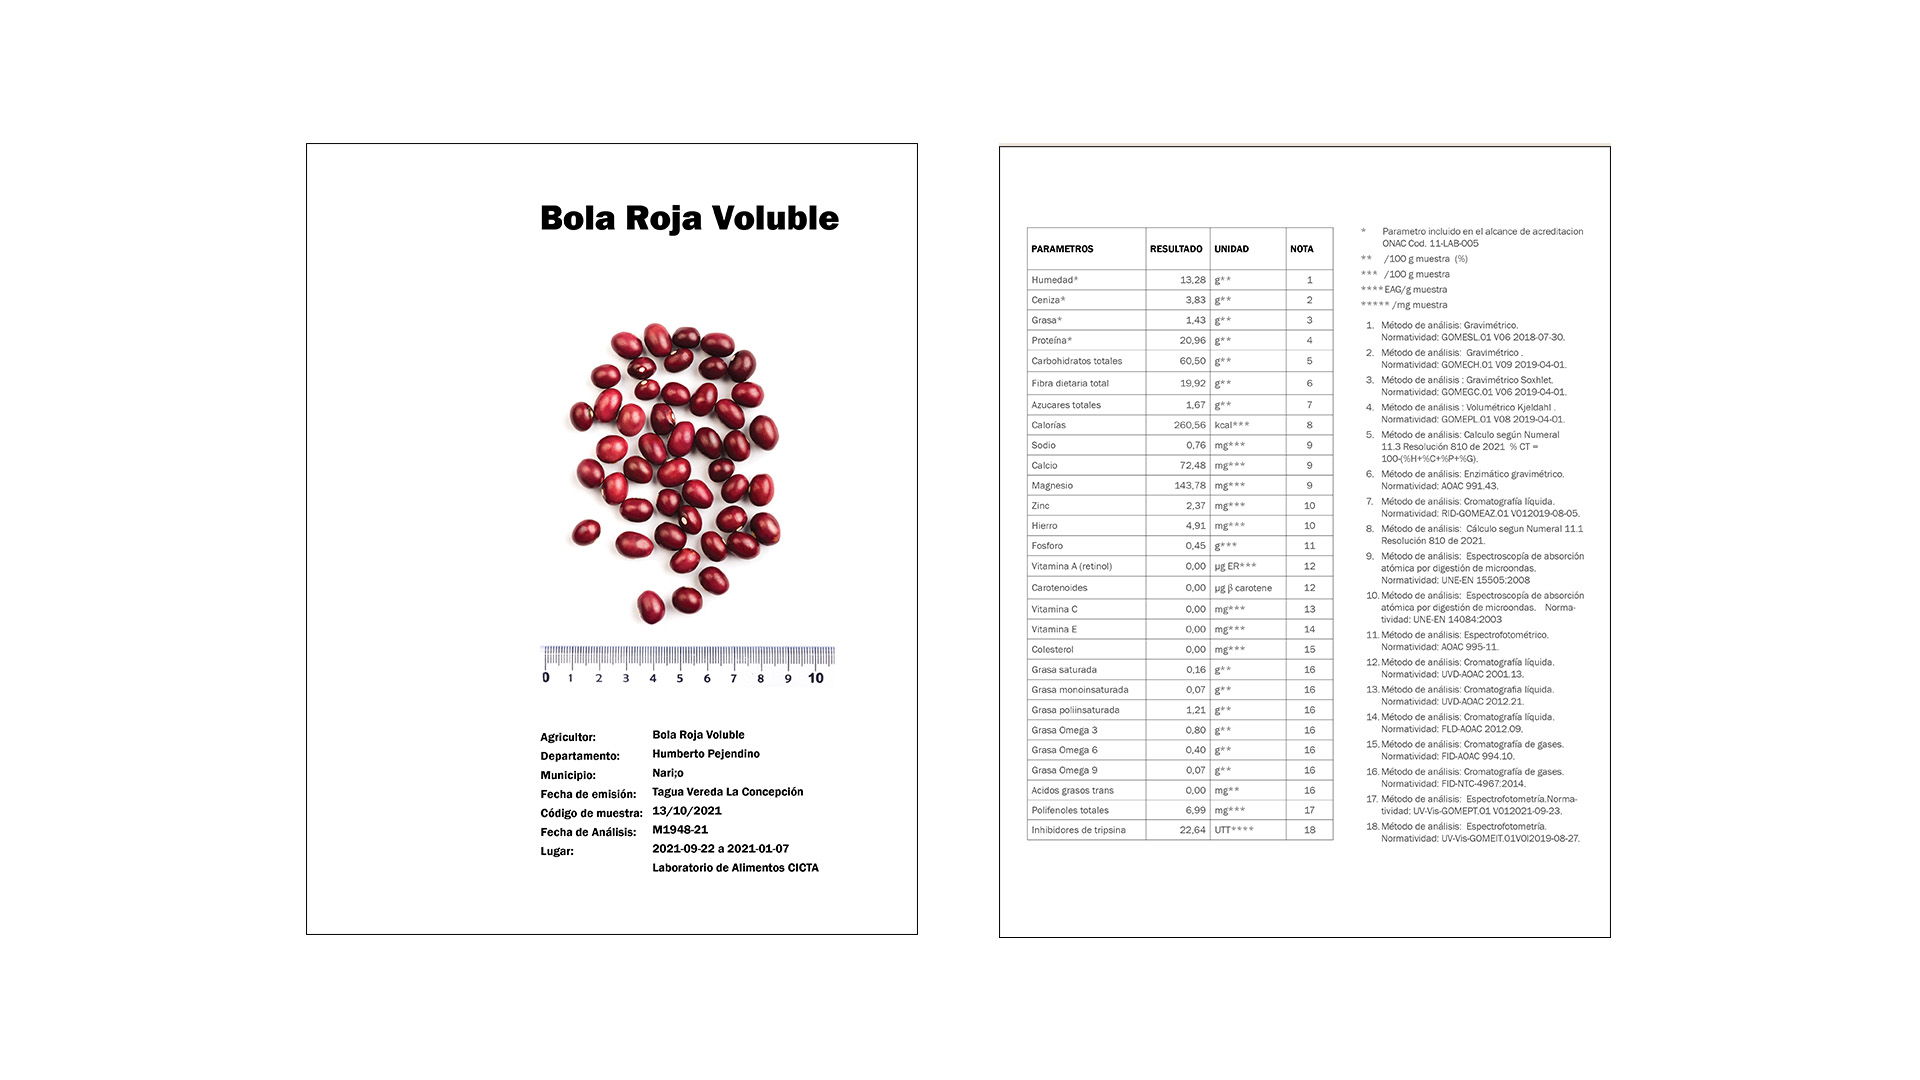 Bola Roja Voluble
0 1 2 3 4 5 6 7 8 9 10
Agricultor: Bola Roja Voluble
Departamento: Humberto Pejendino
Municipio: Nari;o
Fecha de emisión: Tagua Vereda La Concepción
Código de muestra: 13/10/2021
Fecha de Análisis: M1948-21
Lugar: 2021-09-22 a 2021-01-07
Laboratorio de Alimentos CICTA
PARAMETROS RESULTADO UNIDAD NOTA
Humedad* 13,28 g** 1
Ceniza* 3,83 g** 2
Grasa* 1,43 g** 3
Proteína* 20,96 g** 4
Carbohidratos totales 60,50 g** 5
Fibra dietaria total 19,92 g** 6
Azucares totales 1,67 g** 7
Calorías 260,56 kcal*** 8
Sodio 0,76 mg*** 9
Calcio 72,48 mg*** 9
Magnesio 143,78 mg*** 9
Zinc 2,37 mg*** 10
Hierro 4,91 mg*** 10
Fosforo 0,45 g*** 11
Vitamina A (retinol) 0,00 µg ER*** 12
Carotenoides 0,00 µg β carotene 12
Vitamina C 0,00 mg*** 13
Vitamina E 0,00 mg*** 14
Colesterol 0,00 mg*** 15
Grasa saturada 0,16 g** 16
Grasa monoinsaturada 0,07 g** 16
Grasa poliinsaturada 1,21 g** 16
Grasa Omega 3 0,80 g** 16
Grasa Omega 6 0,40 g** 16
Grasa Omega 9 0,07 g** 16
Acidos grasos trans 0,00 mg** 16
Polifenoles totales 6,99 mg*** 17
Inhibidores de tripsina 22,64 UTT**** 18
* Parametro incluido en el alcance de acreditacion
ONAC Cod. 11-LAB-005
** /100 g muestra (%)
*** /100 g muestra
**** EAG/g muestra
***** /mg muestra
1. Método de análisis: Gravimétrico.
Normatividad: GOMESL.01 V06 2018-07-30.
2. Método de análisis: Gravimétrico .
Normatividad: GOMECH.01 V09 2019-04-01.
3. Método de análisis : Gravimétrico Soxhlet.
Normatividad: GOMEGC.01 V06 2019-04-01.
4. Método de análisis : Volumétrico Kjeldahl .
Normatividad: GOMEPL.01 V08 2019-04-01.
5. Método de análisis: Calculo según Numeral
11.3 Resolución 810 de 2021 % CT =
100-(%H+%C+%P+%G).
6. Método de análisis: Enzimático gravimétrico.
Normatividad: AOAC 991.43.
7. Método de análisis: Cromatografía líquida.
Normatividad: RID-GOMEAZ.01 V012019-08-05.
8. Método de análisis: Cálculo segun Numeral 11.1
Resolución 810 de 2021.
9. Método de análisis: Espectroscopía de absorción
atómica por digestión de microondas.
Normatividad: UNE-EN 15505:2008
10. Método de análisis: Espectroscopía de absorción
atómica por digestión de microondas. Norma-
tividad: UNE-EN 14084:2003
11. Método de análisis: Espectrofotométrico.
Normatividad: AOAC 995-11.
12. Método de análisis: Cromatografía líquida.
Normatividad: UVD-AOAC 2001.13.
13. Método de análisis: Cromatografia líquida.
Normatividad: UVD-AOAC 2012.21.
14. Método de análisis: Cromatografía líquida.
Normatividad: FLD-AOAC 2012.09.
15. Método de análisis: Cromatografía de gases.
Normatividad: FID-AOAC 994.10.
16. Método de análisis: Cromatografía de gases.
Normatividad: FID-NTC-4967:2014.
17. Método de análisis: Espectrofotometría.Norma-
tividad: UV-Vis-GOMEPT.01 V012021-09-23.
18. Método de análisis: Espectrofotometría.
Normatividad: UV-Vis-GOMEIT.01V0I2019-08-27.